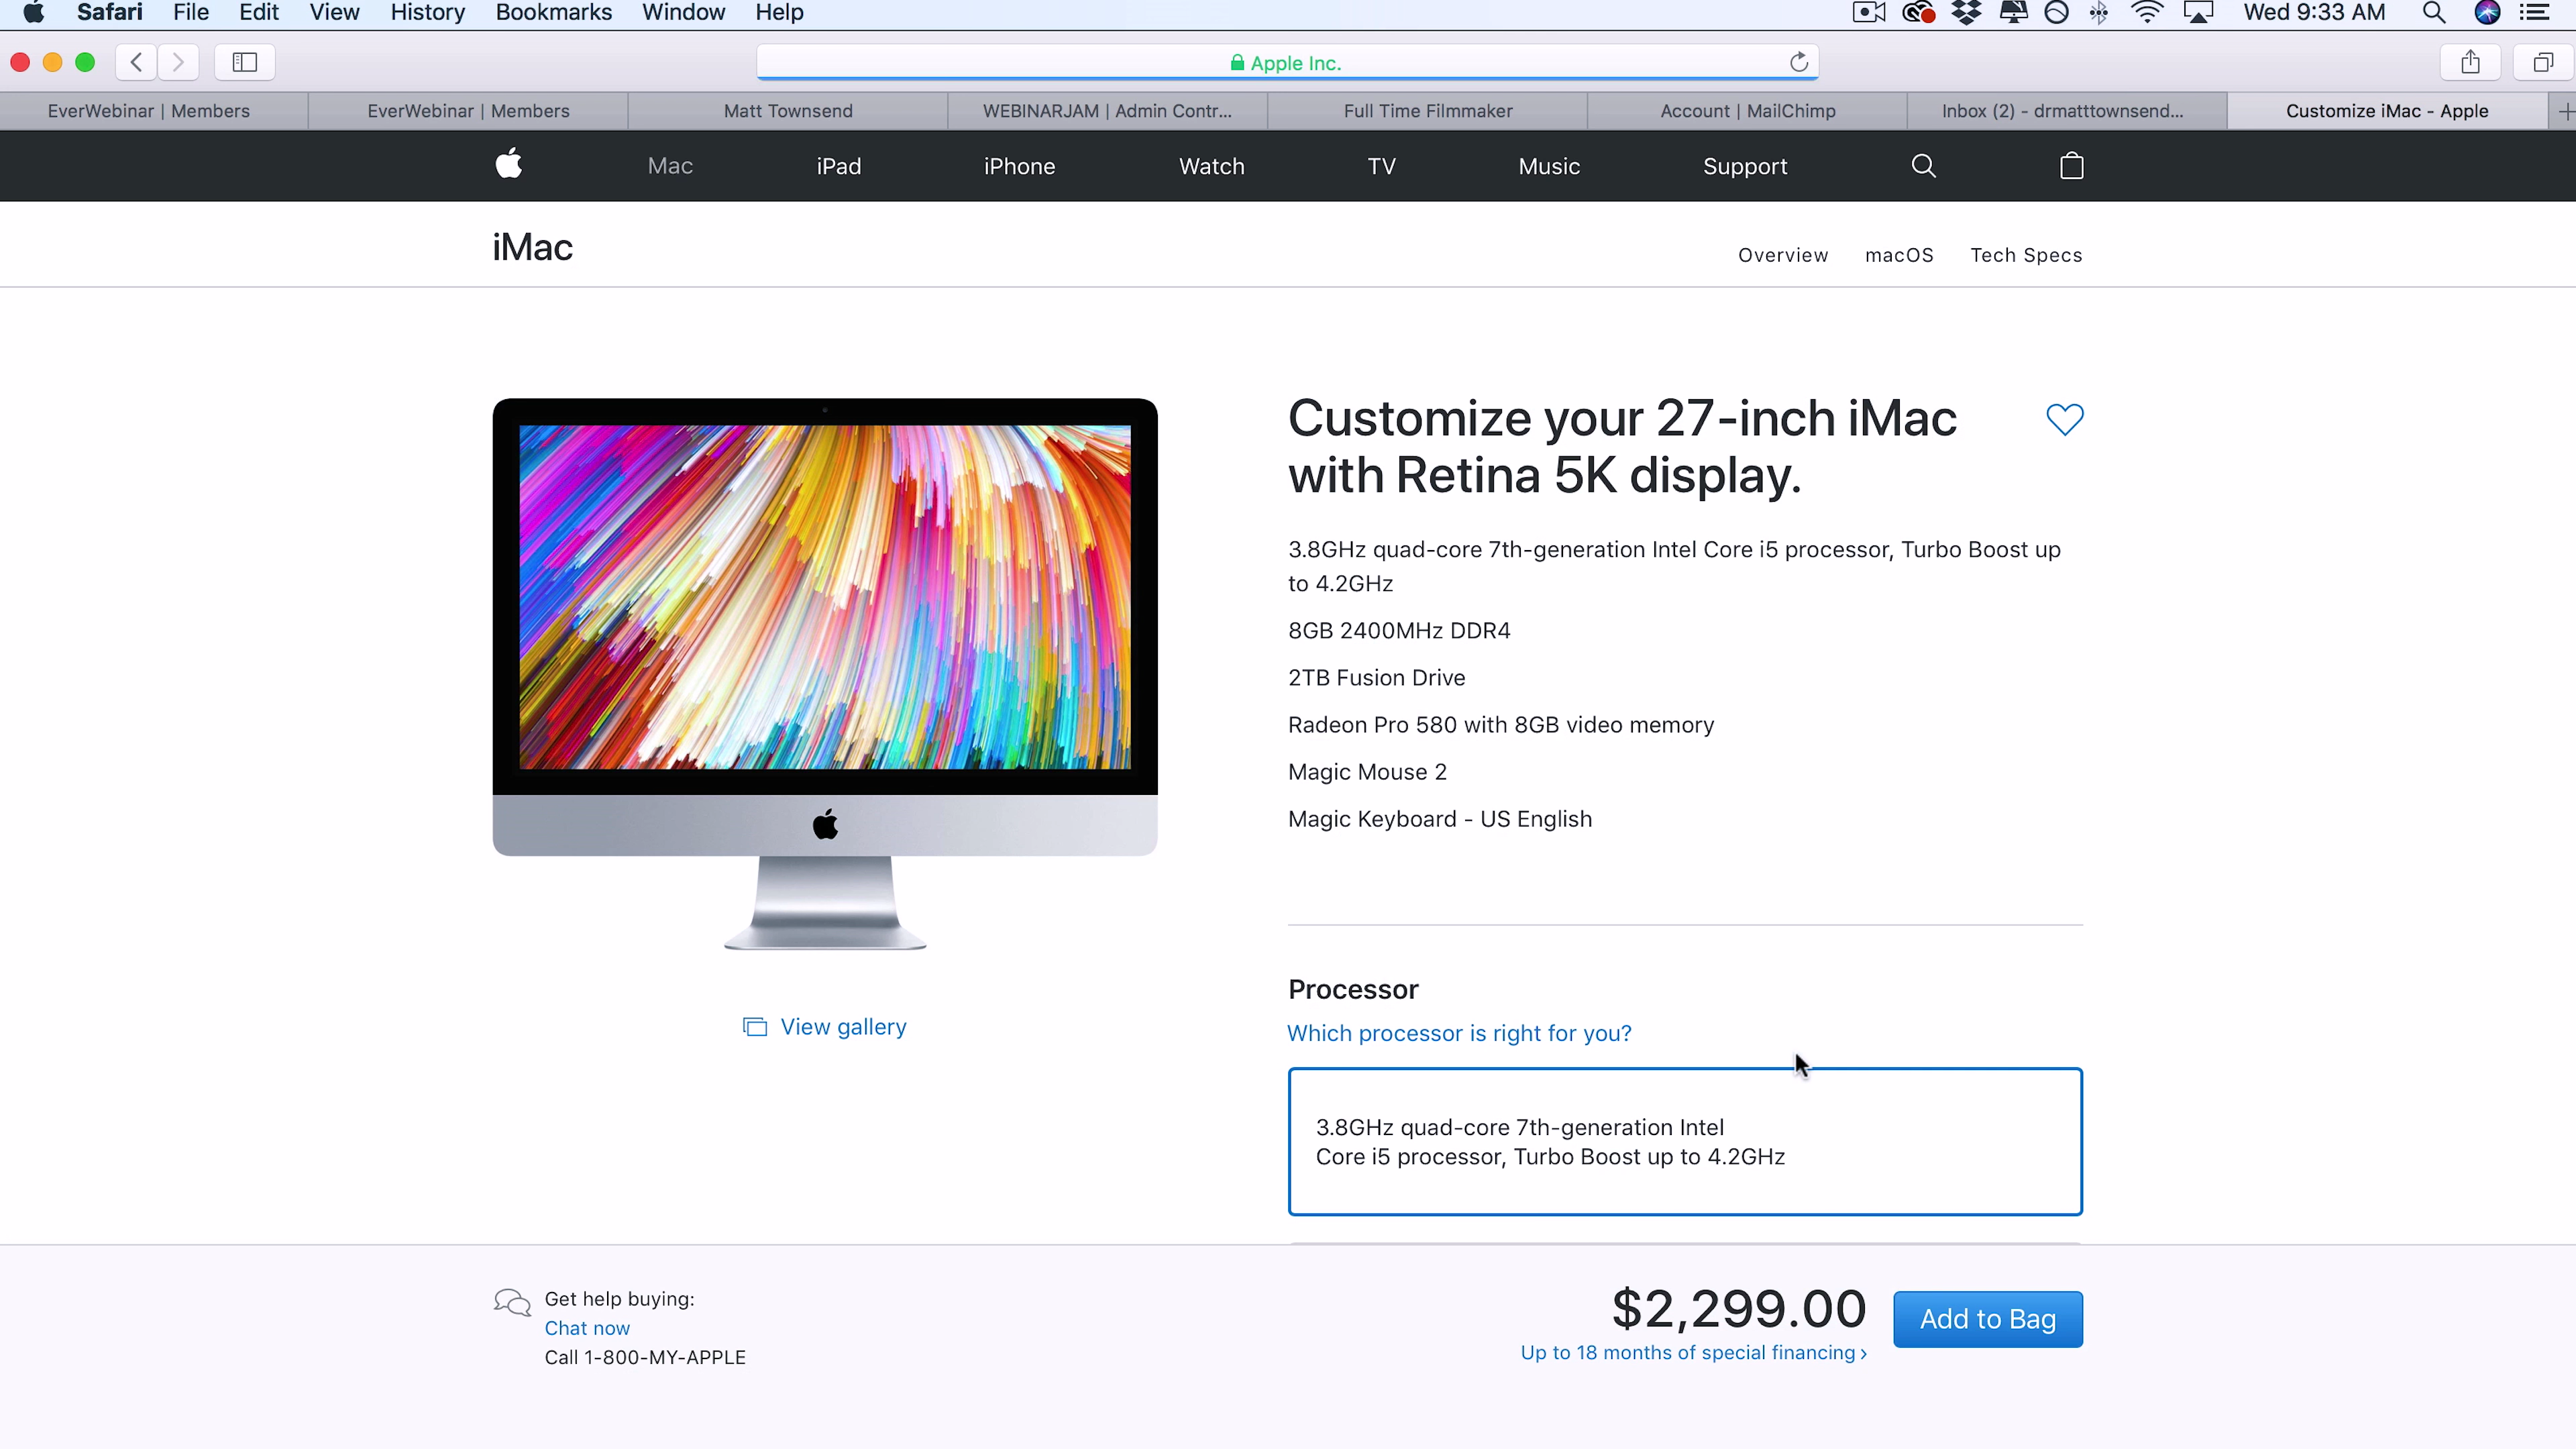 Safari File Edit View History Bookmarks Window Help Wed 9:33 AM
Apple Inc.
EverWebinar | Members EverWebinar | Members Matt Townsend WEBINARJAM | Admin Contr... Full Time Filmmaker Account | MailChimp Inbox (2) - drmatttownsend... Customize iMac - Apple
Mac iPad iPhone Watch TV Music Support
iMac
Overview macOS Tech Specs
Customize your 27-inch iMac
with Retina 5K display.
3.8GHz quad-core 7th-generation Intel Core i5 processor, Turbo Boost up
to 4.2GHz
8GB 2400MHz DDR4
2TB Fusion Drive
Radeon Pro 580 with 8GB video memory
Magic Mouse 2
Magic Keyboard - US English
View gallery
Processor
Which processor is right for you?
3.8GHz quad-core 7th-generation Intel
Core i5 processor, Turbo Boost up to 4.2GHz
Get help buying:
Chat now
Call 1-800-MY-APPLE
$2,299.00
Up to 18 months of special financing ›
Add to Bag